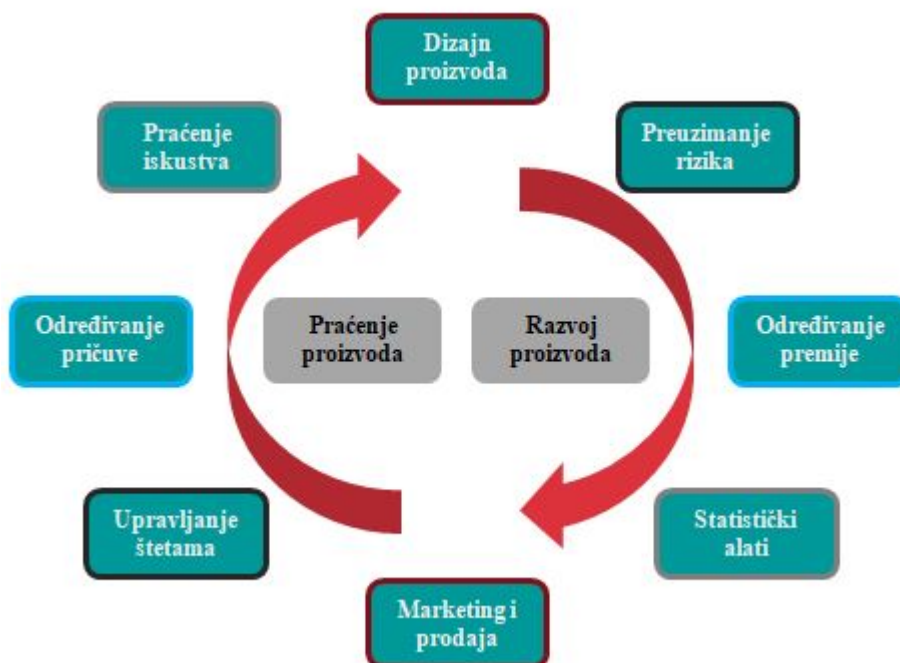 Dizajn
proizvoda
Praćenje
iskustva
Preuzimanje
rizika
Određivanje
pričuve
Praćenje
proizvoda
Razvoj
proizvoda
Određivanje
premije
Upravljanje
štetama
Statistički
alati
Marketing i
prodaja